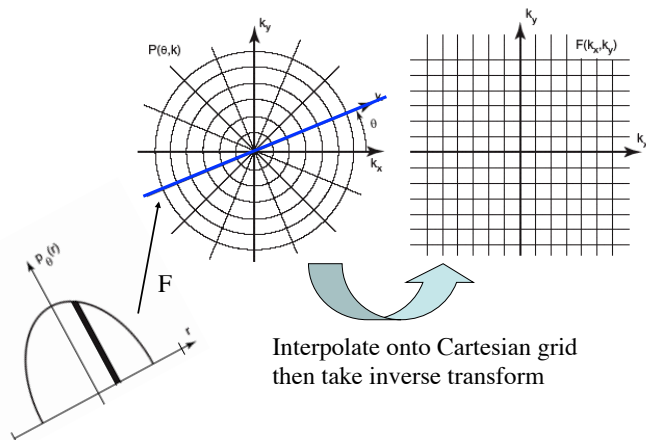 k_y
P(θ,k)
k
θ
k_x
k_y
F(k_x,k_y)
k_x
p_θ(r)
r
F
Interpolate onto Cartesian grid
then take inverse transform